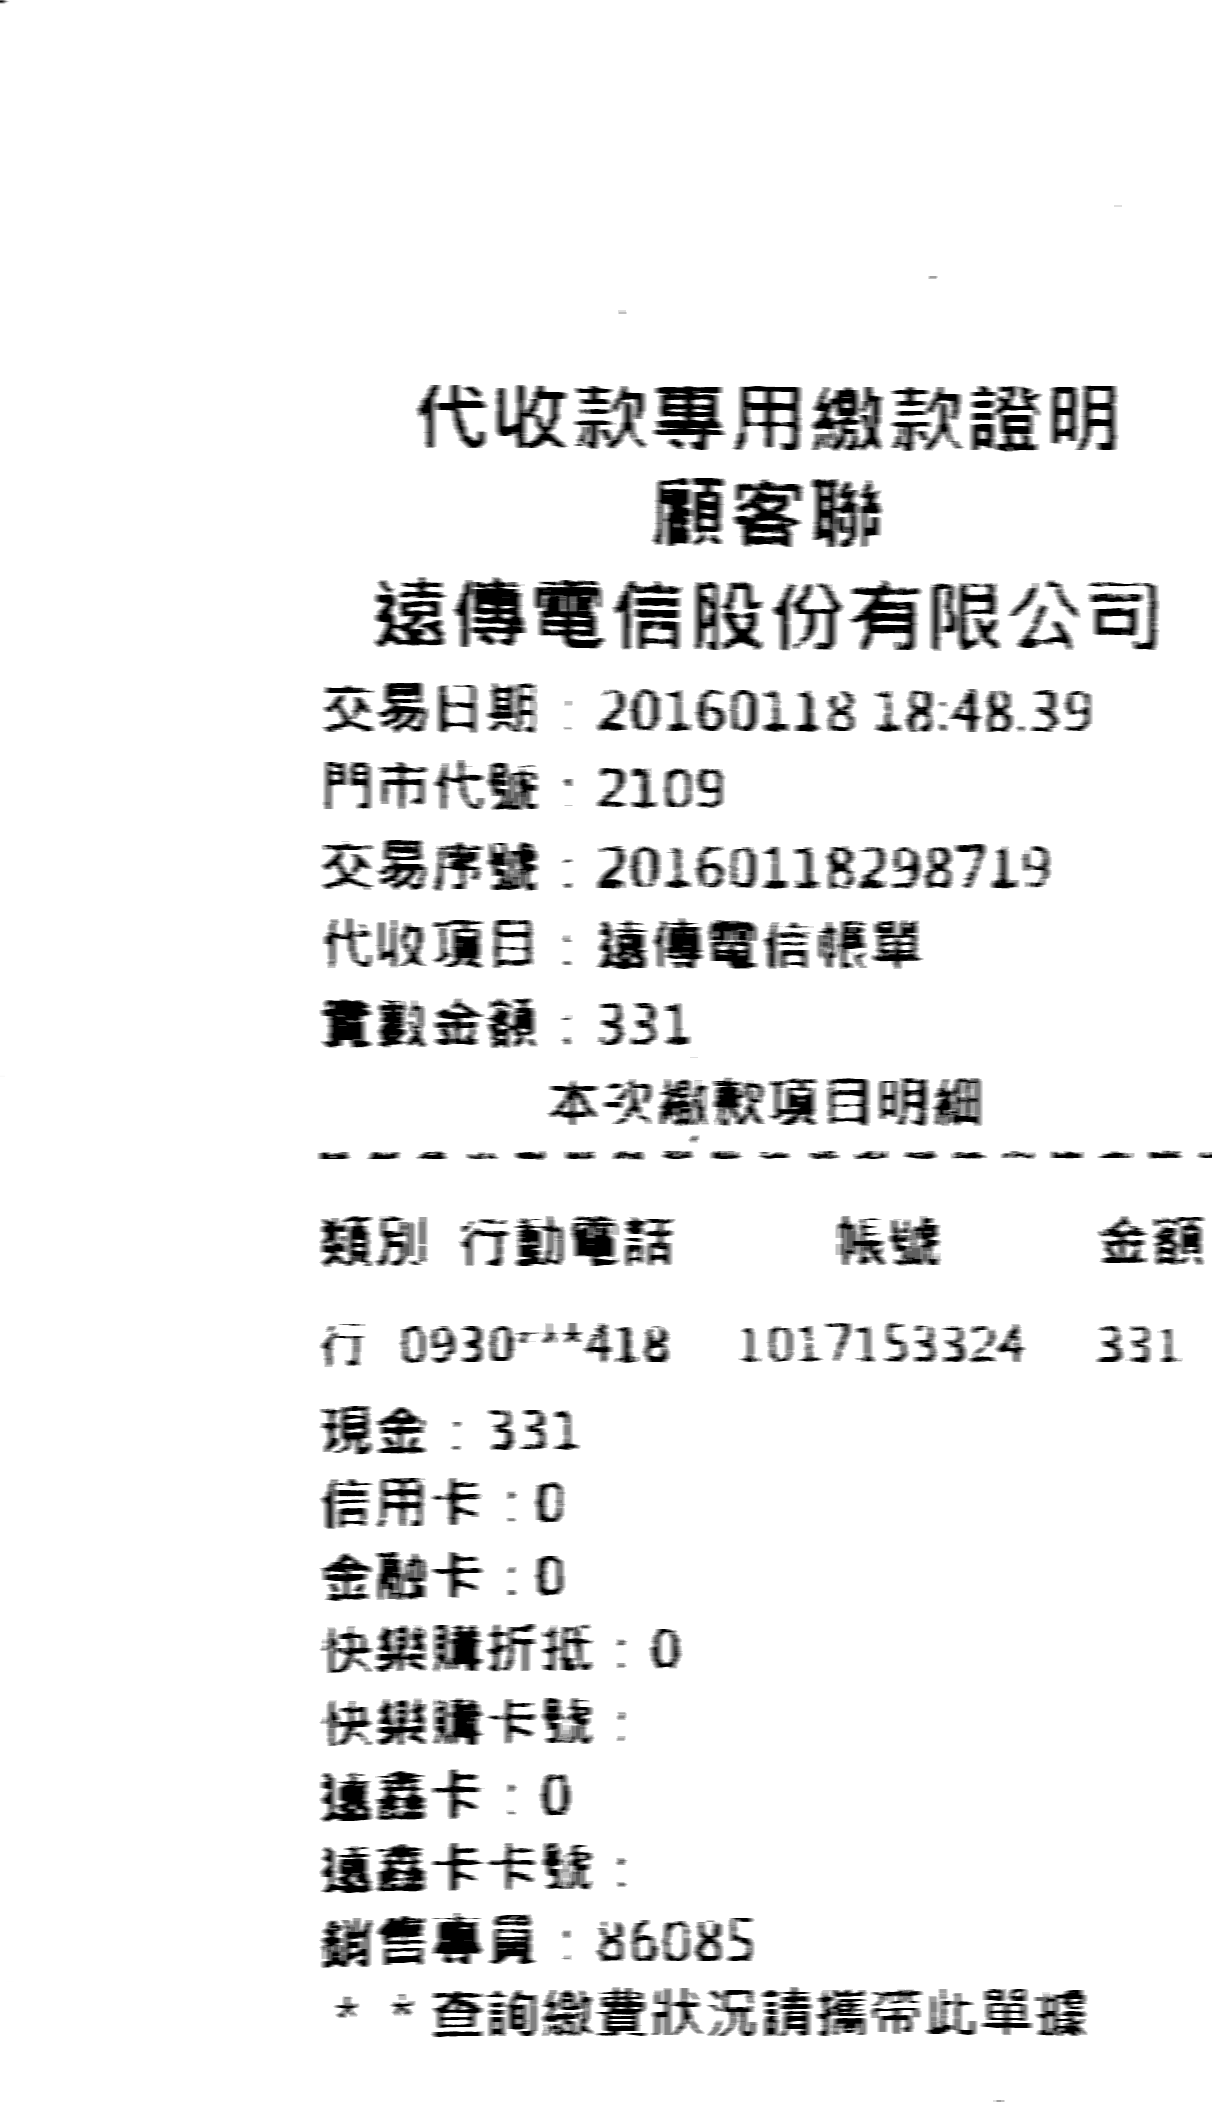 代收款專用繳款證明
顧客聯
遠傳電信股份有限公司
交易日期：20160118 18:48.39
門市代號：2109
交易序號：20160118298719
代收項目：遠傳電信帳單
實數金額：331
本次繳款項目明細
類別 行動電話 帳號 金額
行 0930***418 1017153324 331
現金：331
信用卡：0
金融卡：0
快樂購折抵：0
快樂購卡號：
遠鑫卡：0
遠鑫卡卡號：
銷售專員：86085
* *查詢繳費狀況請攜帶此單據